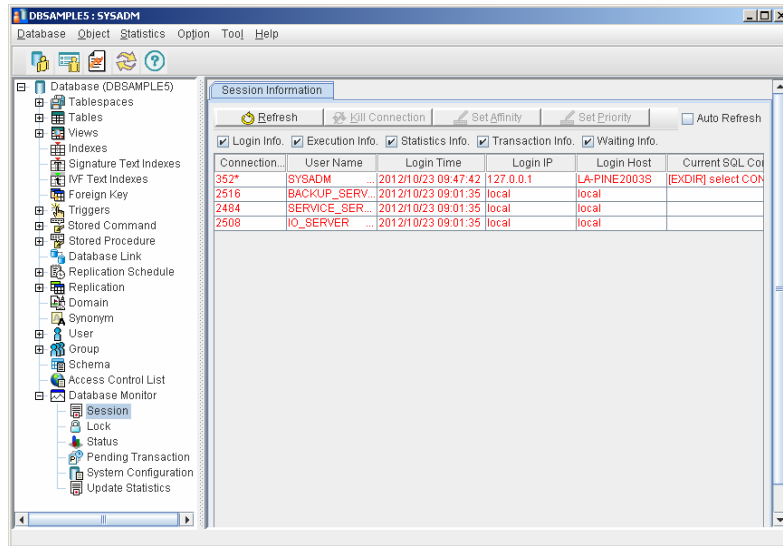 DBSAMPLE5 : SYSADM
Database Object Statistics Option Tool Help
Database (DBSAMPLE5)
Tablespaces
Tables
Views
Indexes
Signature Text Indexes
IVF Text Indexes
Foreign Key
Triggers
Stored Command
Stored Procedure
Database Link
Replication Schedule
Replication
Domain
Synonym
User
Group
Schema
Access Control List
Database Monitor
Session
Lock
Status
Pending Transaction
System Configuration
Update Statistics
Session Information
Refresh Kill Connection Set Affinity Set Priority Auto Refresh
Login Info. Execution Info. Statistics Info. Transaction Info. Waiting Info.
Connection... User Name Login Time Login IP Login Host Current SQL Co
352* SYSADM ... 2012/10/23 09:47:42 127.0.0.1 LA-PINE2003S [EXDIR] select CON
2516 BACKUP_SERV... 2012/10/23 09:01:35 local local
2484 SERVICE_SER... 2012/10/23 09:01:35 local local
2508 IO_SERVER ... 2012/10/23 09:01:35 local local